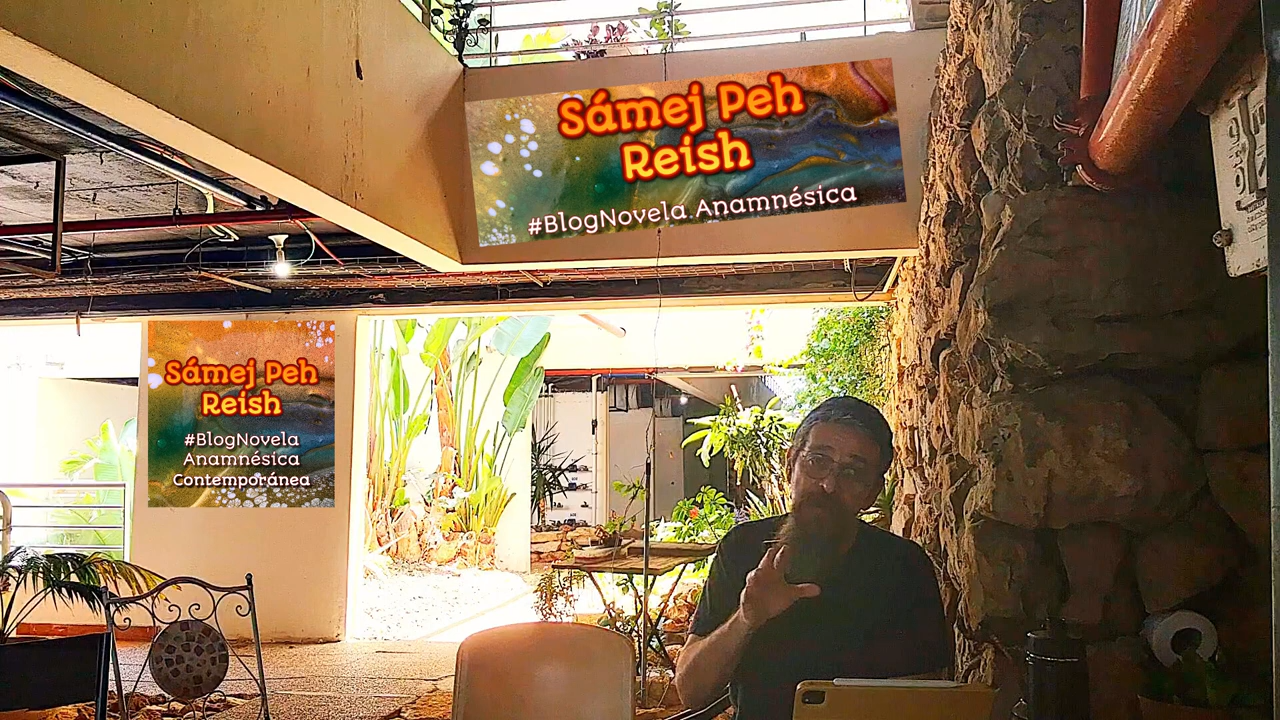 Sámej Peh
Reish
#BlogNovela Anamnésica
Sámej Peh
Reish
#BlogNovela
Anamnésica
Contemporánea